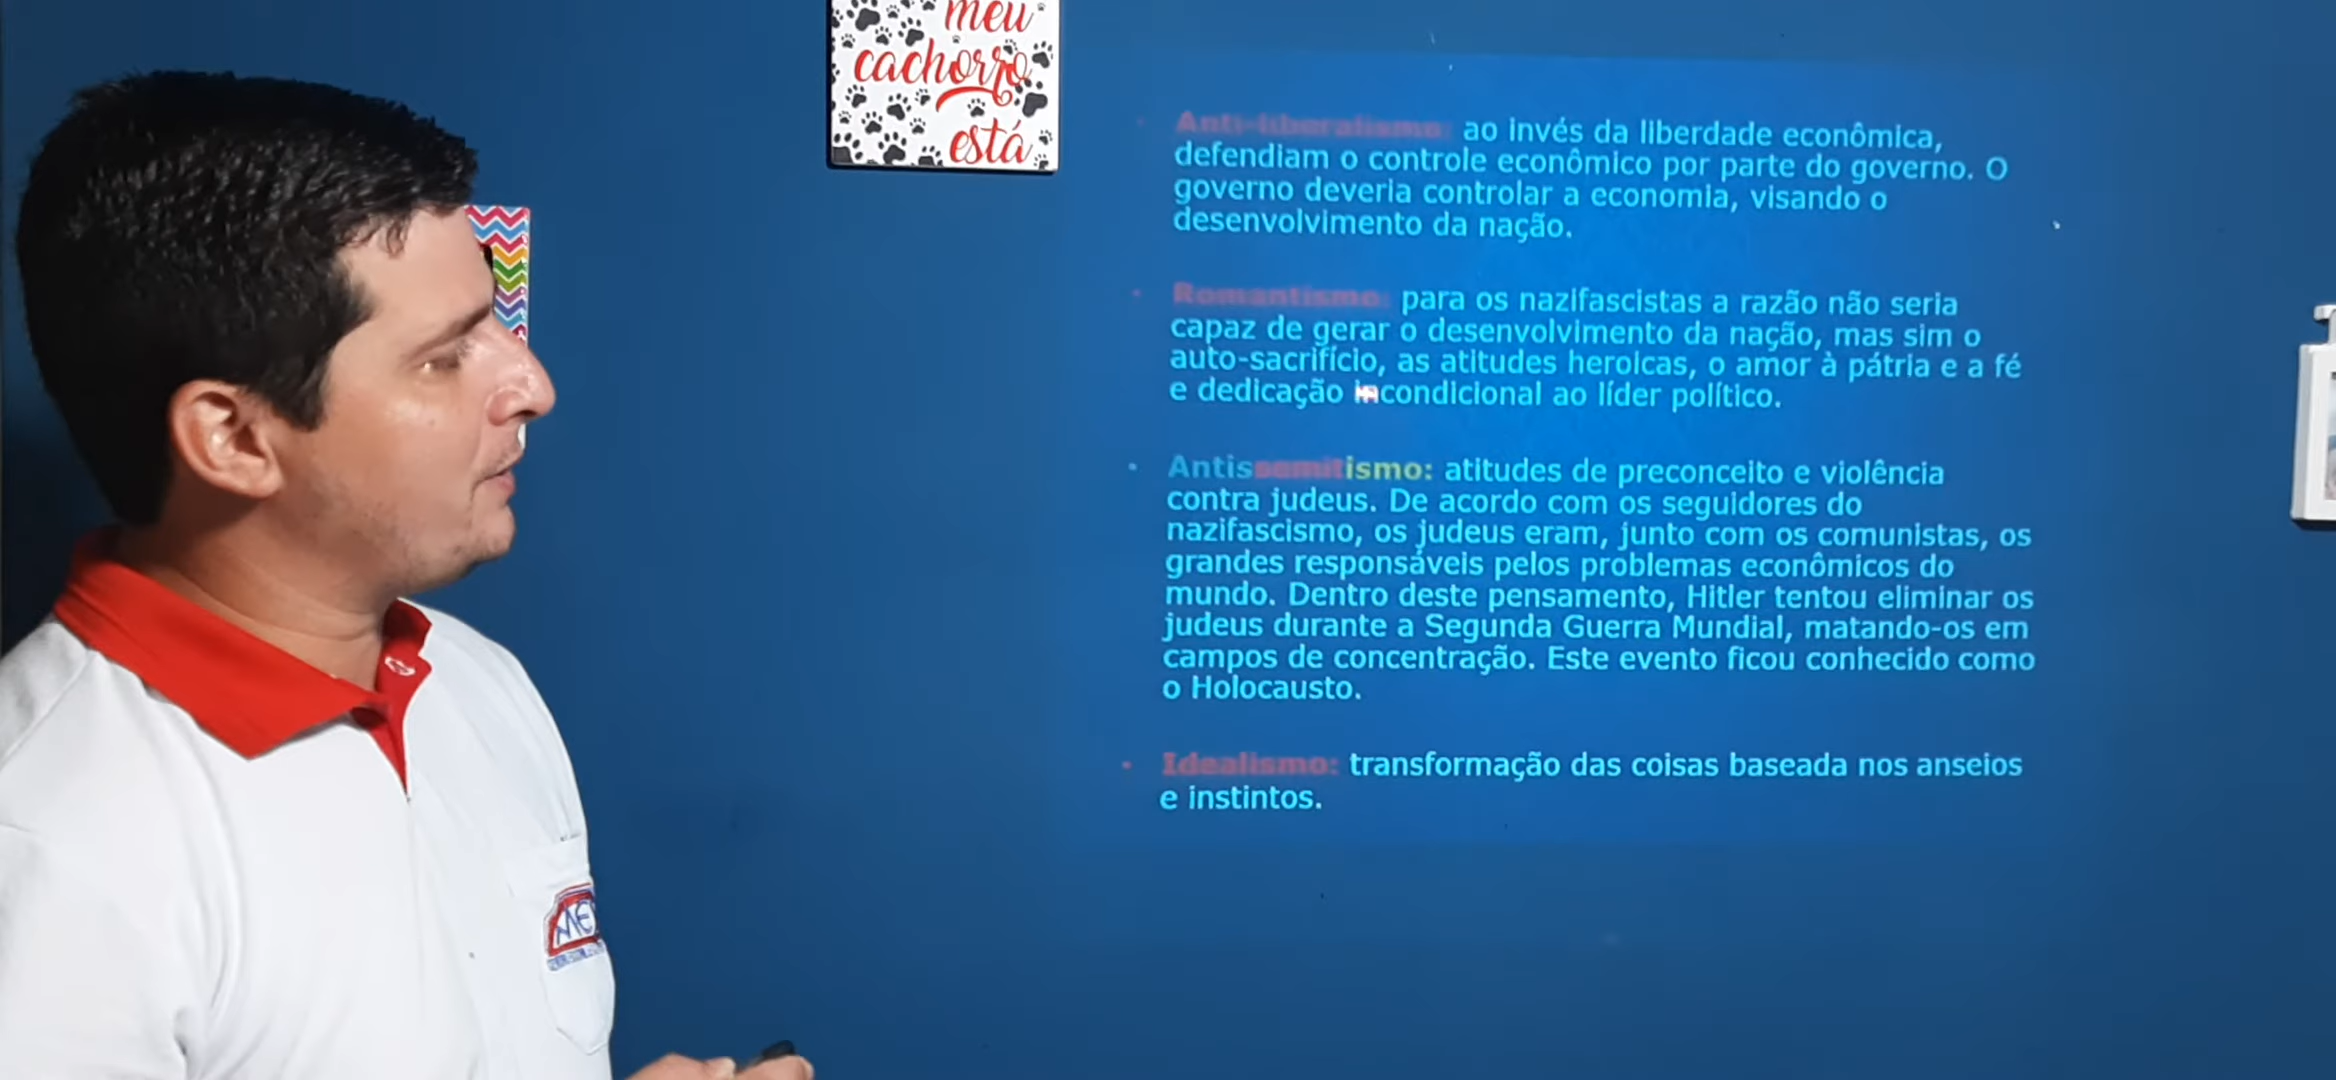 meu
cachorro
está
Anti-liberalismo: ao invés da liberdade econômica,
defendiam o controle econômico por parte do governo. O
governo deveria controlar a economia, visando o
desenvolvimento da nação.
Romantismo: para os nazifascistas a razão não seria
capaz de gerar o desenvolvimento da nação, mas sim o
auto-sacrifício, as atitudes heroicas, o amor à pátria e a fé
e dedicação incondicional ao líder político.
Antissemitismo: atitudes de preconceito e violência
contra judeus. De acordo com os seguidores do
nazifascismo, os judeus eram, junto com os comunistas, os
grandes responsáveis pelos problemas econômicos do
mundo. Dentro deste pensamento, Hitler tentou eliminar os
judeus durante a Segunda Guerra Mundial, matando-os em
campos de concentração. Este evento ficou conhecido como
o Holocausto.
Idealismo: transformação das coisas baseada nos anseios
e instintos.